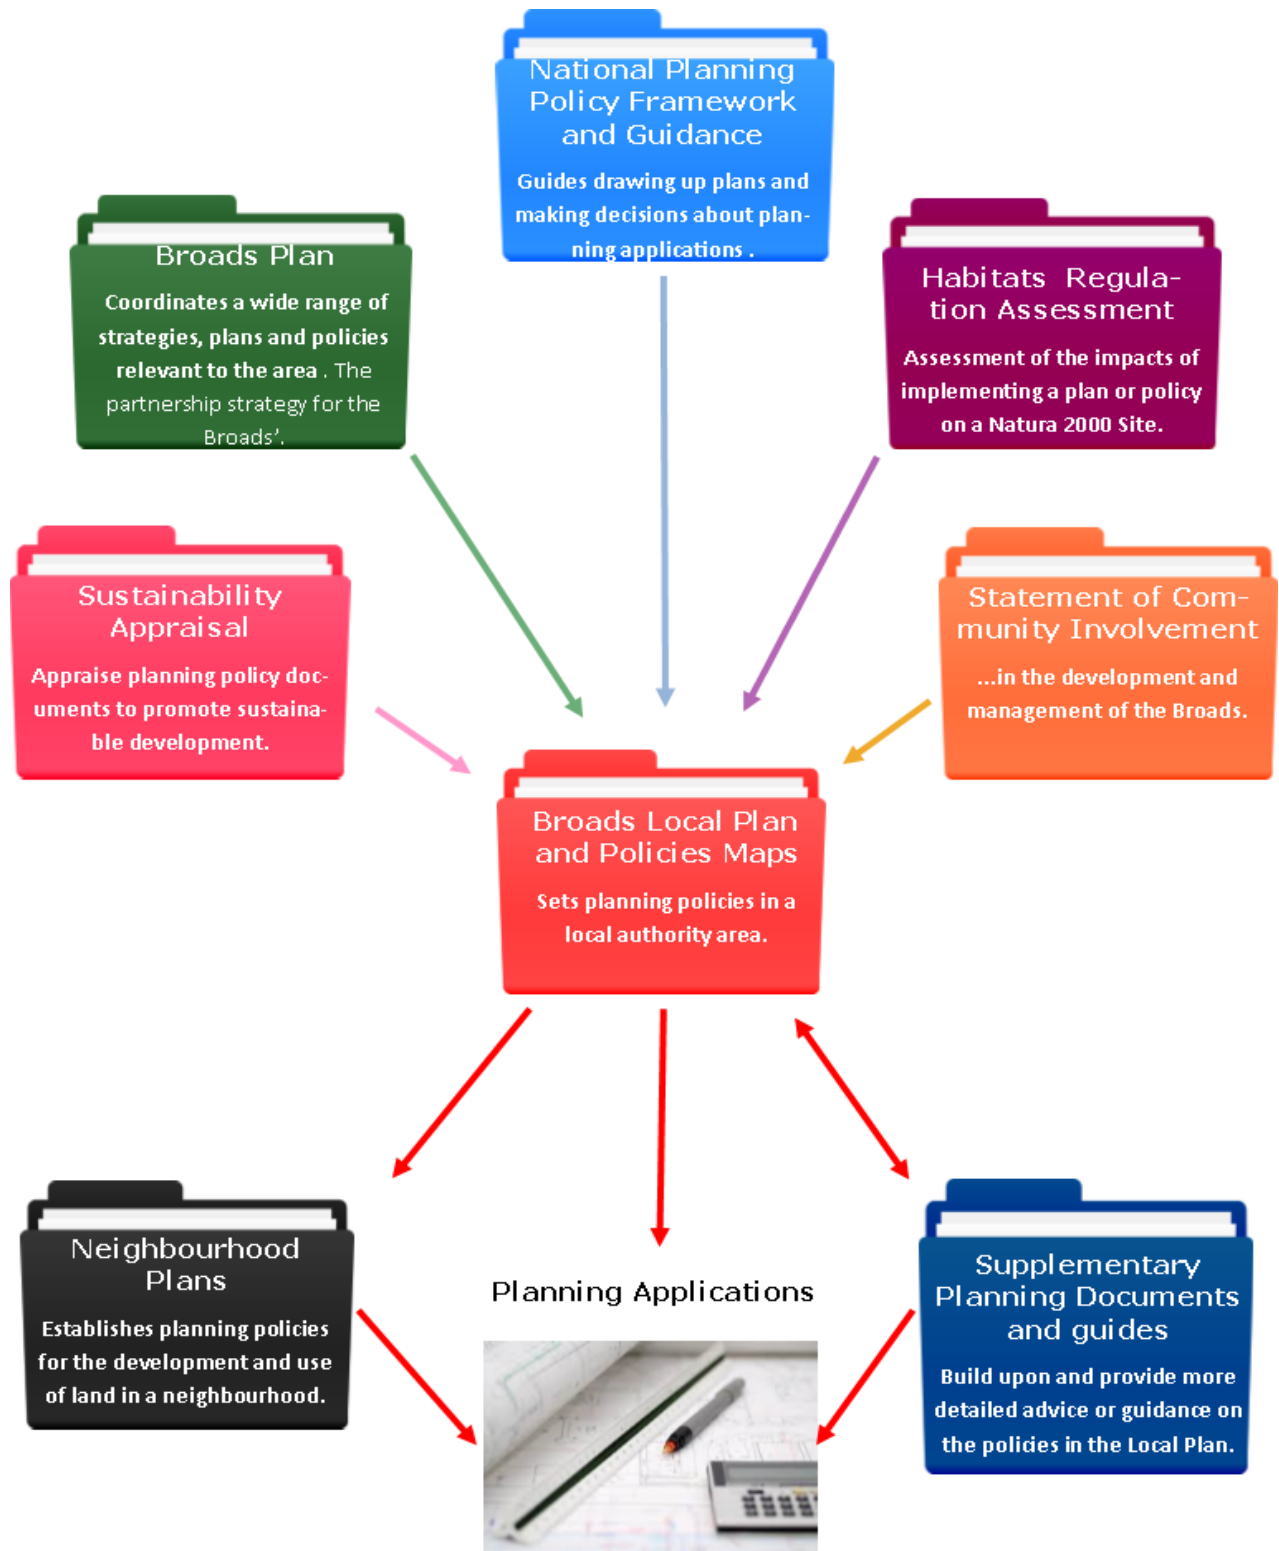 National Planning
Policy Framework
and Guidance
Guides drawing up plans and
making decisions about plan-
ning applications .
Broads Plan
Coordinates a wide range of
strategies, plans and policies
relevant to the area . The
partnership strategy for the
Broads’.
Habitats Regula-
tion Assessment
Assessment of the impacts of
implementing a plan or policy
on a Natura 2000 Site.
Sustainability
Appraisal
Appraise planning policy doc-
uments to promote sustaina-
ble development.
Statement of Com-
munity Involvement
...in the development and
management of the Broads.
Broads Local Plan
and Policies Maps
Sets planning policies in a
local authority area.
Neighbourhood
Plans
Establishes planning policies
for the development and use
of land in a neighbourhood.
Planning Applications
Supplementary
Planning Documents
and guides
Build upon and provide more
detailed advice or guidance on
the policies in the Local Plan.